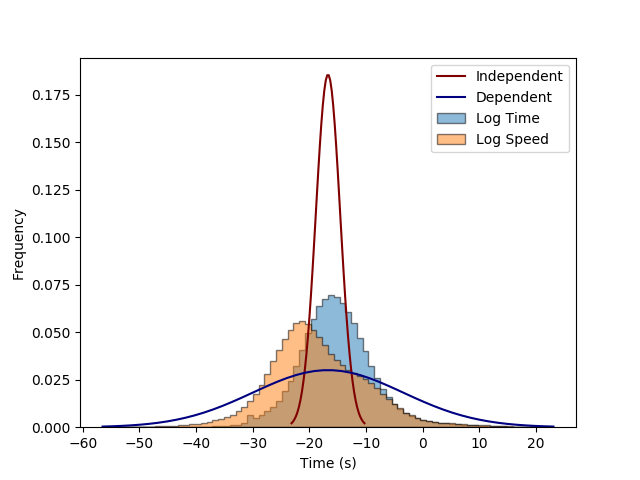 Independent
Dependent
Log Time
Log Speed
0.175
0.150
0.125
0.100
0.075
0.050
0.025
0.000
Frequency
−60 −50 −40 −30 −20 −10 0 10 20
Time (s)